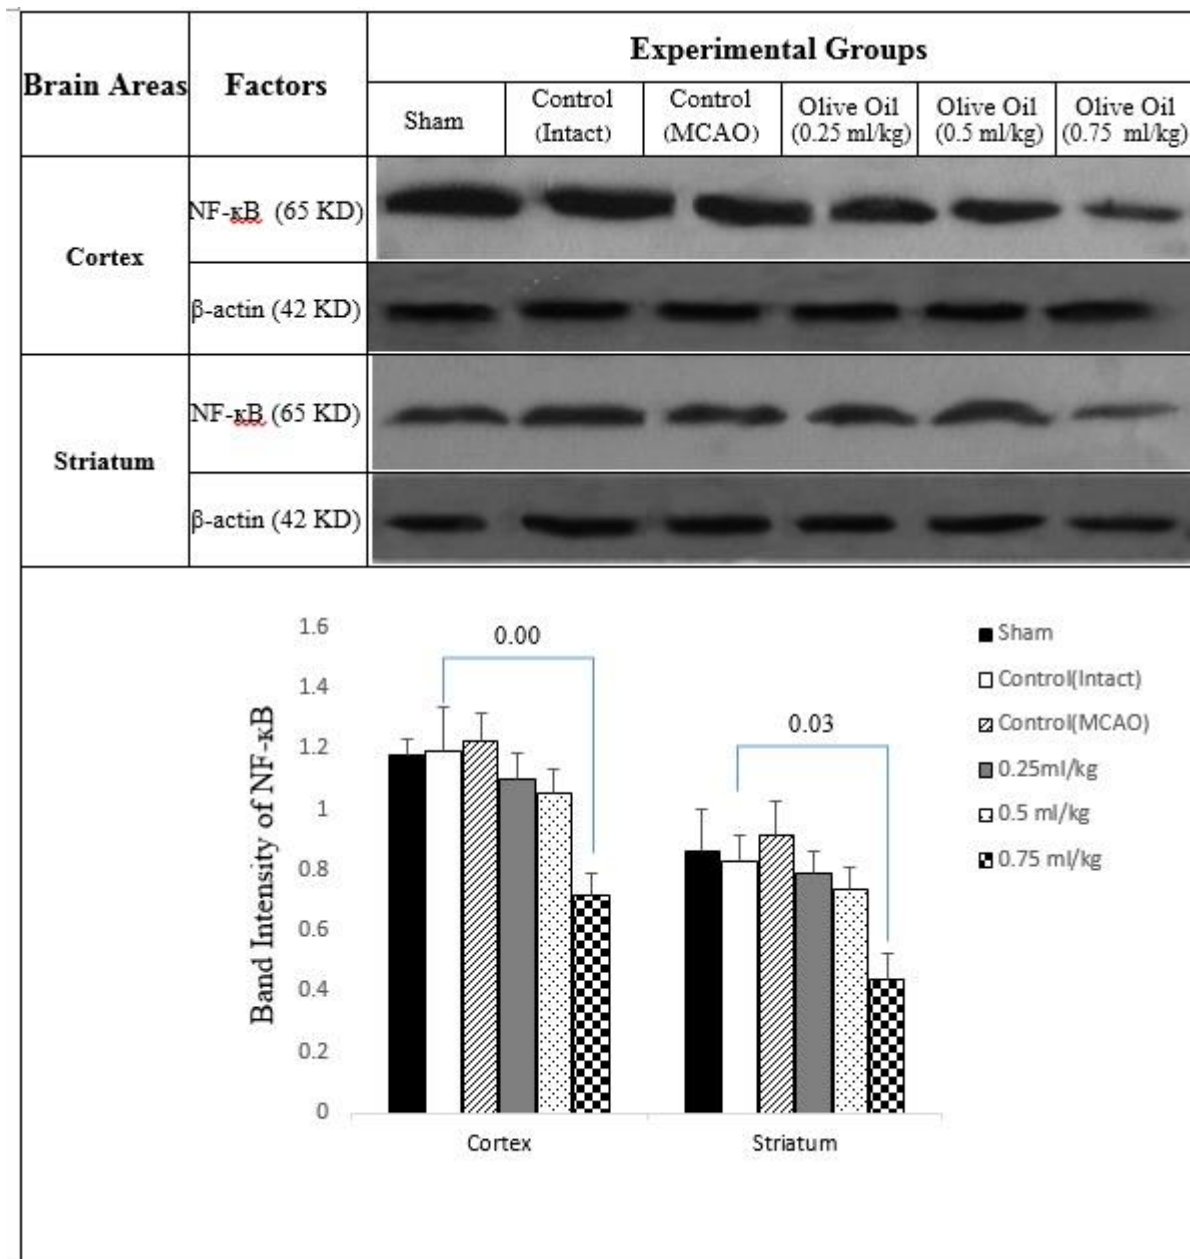 Experimental Groups
Brain Areas
Factors
Sham
Control
(Intact)
Control
(MCAO)
Olive Oil
(0.25 ml/kg)
Olive Oil
(0.5 ml/kg)
Olive Oil
(0.75 ml/kg)
Cortex
NF-κB (65 KD)
β-actin (42 KD)
Striatum
NF-κB (65 KD)
β-actin (42 KD)
Band Intensity of NF-κB
1.6
1.4
1.2
1
0.8
0.6
0.4
0.2
0
0.00
0.03
Cortex
Striatum
Sham
Control(Intact)
Control(MCAO)
0.25ml/kg
0.5 ml/kg
0.75 ml/kg